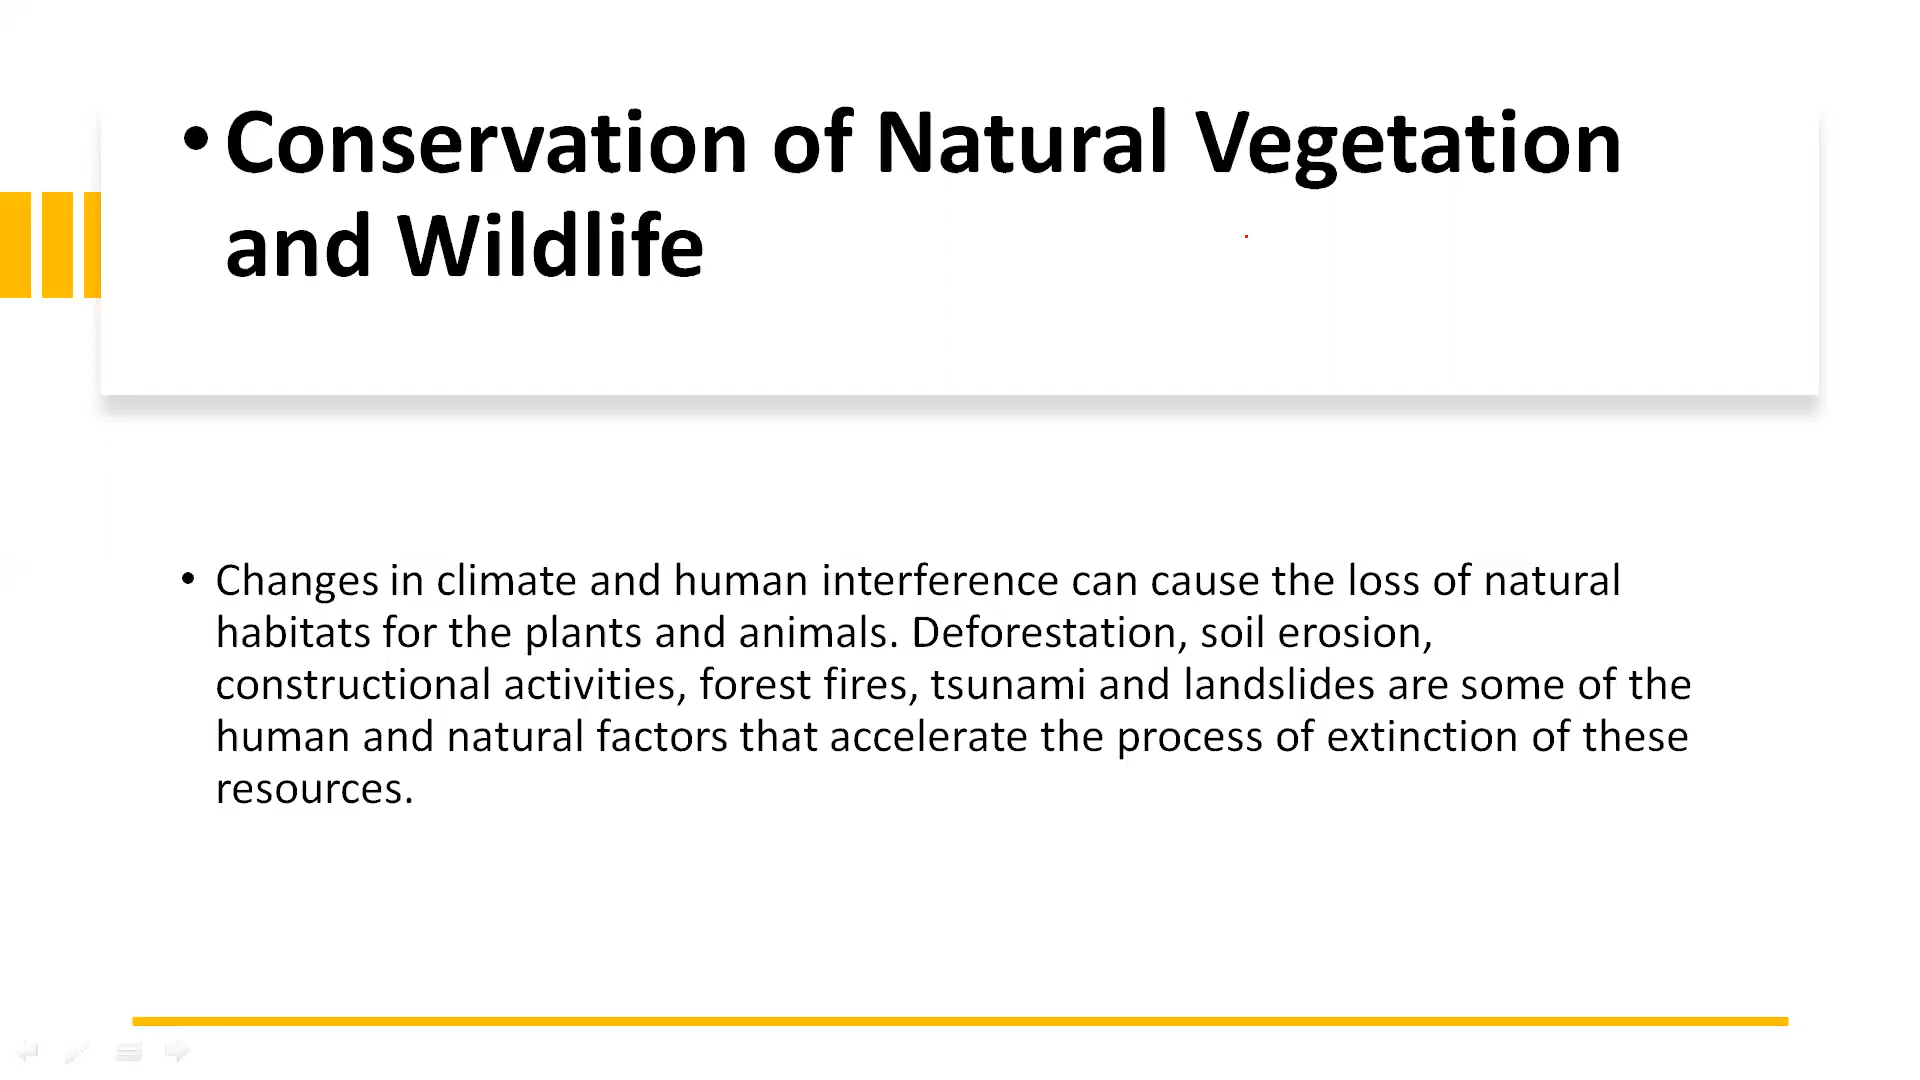 • Conservation of Natural Vegetation
and Wildlife
• Changes in climate and human interference can cause the loss of natural
habitats for the plants and animals. Deforestation, soil erosion,
constructional activities, forest fires, tsunami and landslides are some of the
human and natural factors that accelerate the process of extinction of these
resources.